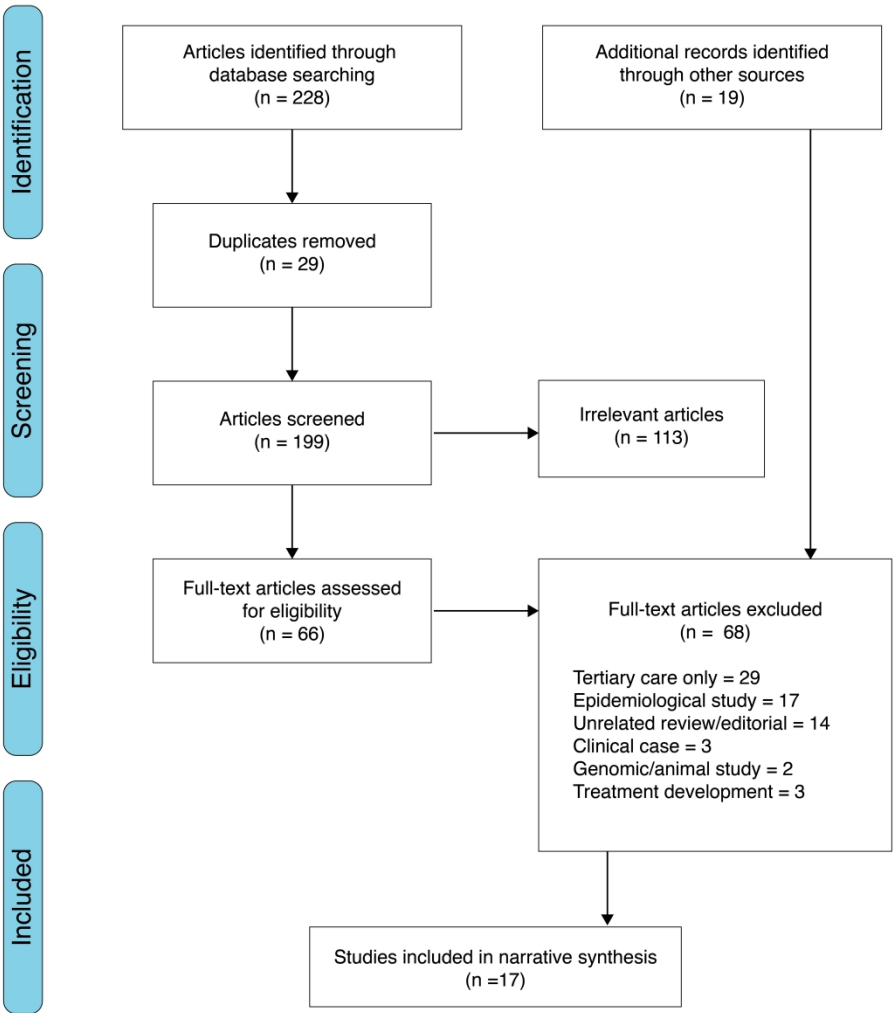 Identification
Articles identified through
database searching
(n = 228)
Additional records identified
through other sources
(n = 19)
Duplicates removed
(n = 29)
Screening
Articles screened
(n = 199)
Irrelevant articles
(n = 113)
Eligibility
Full-text articles assessed
for eligibility
(n = 66)
Full-text articles excluded
(n = 68)
Tertiary care only = 29
Epidemiological study = 17
Unrelated review/editorial = 14
Clinical case = 3
Genomic/animal study = 2
Treatment development = 3
Included
Studies included in narrative synthesis
(n =17)